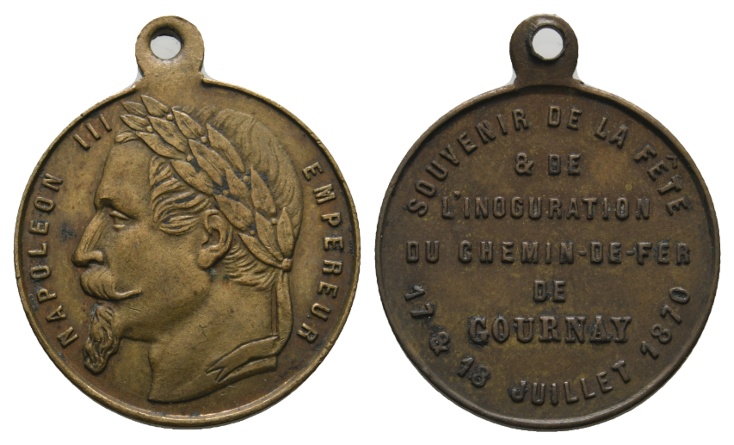 NAPOLEON III EMPEREUR
SOUVENIR DE LA FÊTE
& DE
L'INOGURATION
DU CHEMIN-DE-FER
DE
GOURNAY
17 & 18 JUILLET 1870